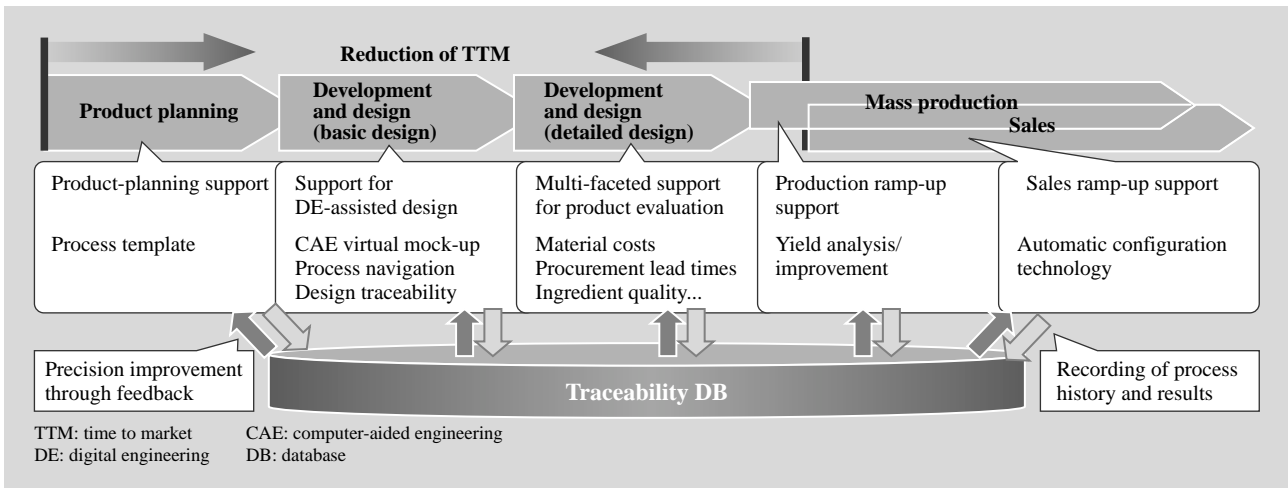 Reduction of TTM
Product planning
Development
and design
(basic design)
Development
and design
(detailed design)
Mass production
Sales
Product-planning support
Process template
Support for
DE-assisted design
CAE virtual mock-up
Process navigation
Design traceability
Multi-faceted support
for product evaluation
Material costs
Procurement lead times
Ingredient quality...
Production ramp-up
support
Yield analysis/
improvement
Sales ramp-up support
Automatic configuration
technology
Precision improvement
through feedback
Traceability DB
Recording of process
history and results
TTM: time to market CAE: computer-aided engineering
DE: digital engineering DB: database